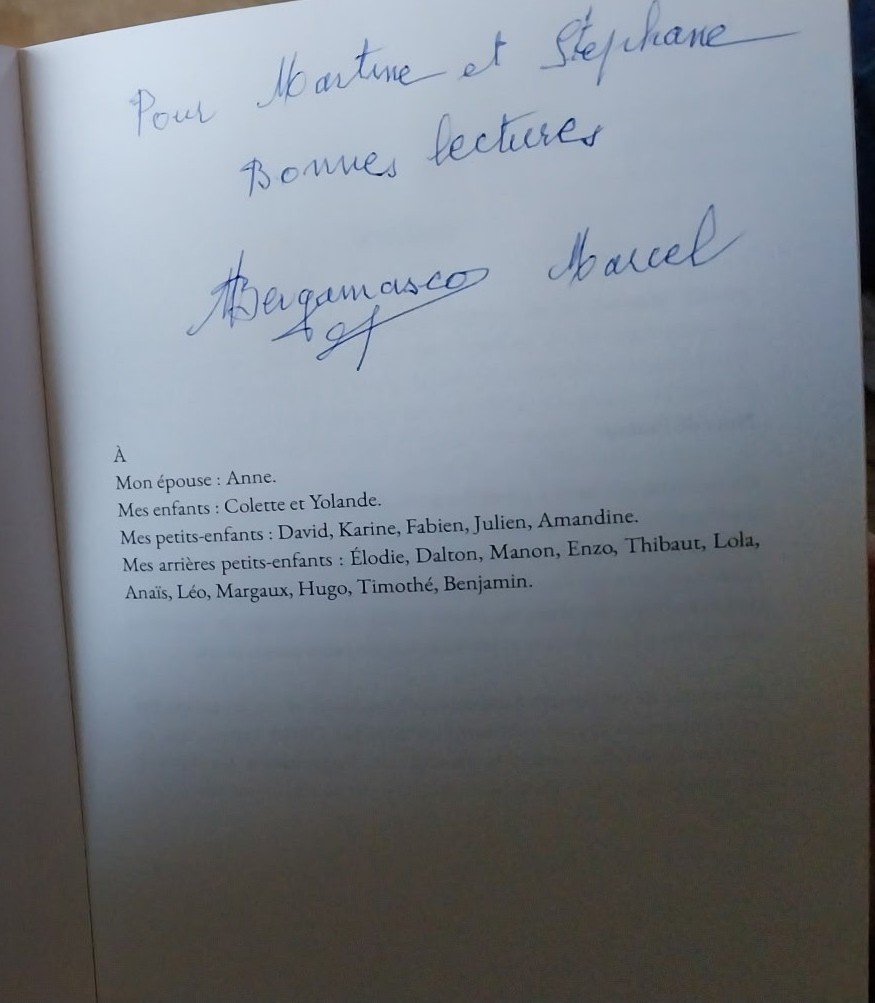 Pour Martine et Stéphane
Bonnes lectures
Bergamasco Marcel
À
Mon épouse : Anne.
Mes enfants : Colette et Yolande.
Mes petits-enfants : David, Karine, Fabien, Julien, Amandine.
Mes arrières petits-enfants : Élodie, Dalton, Manon, Enzo, Thibaut, Lola,
Anaïs, Léo, Margaux, Hugo, Timothé, Benjamin.